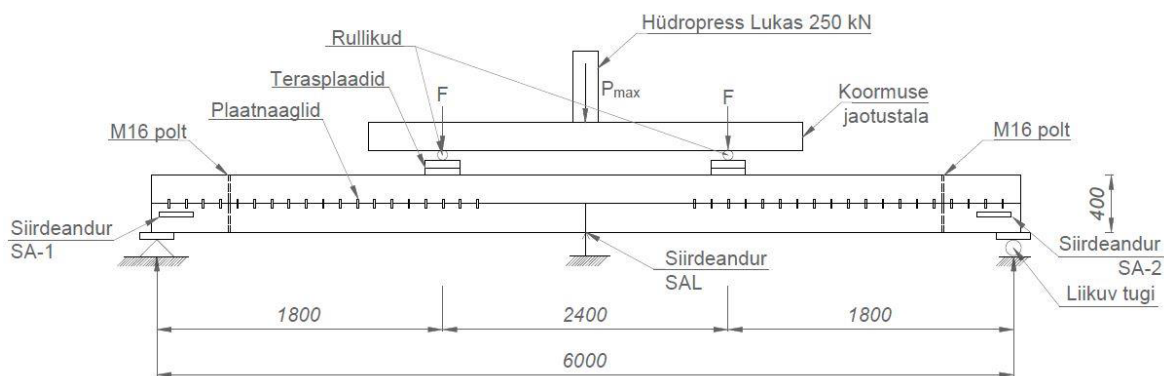 Hüdropress Lukas 250 kN
Rullikud
Terasplaadid
F
Pmax
F
Koormuse
jaotustala
Plaatnaaglid
M16 polt
M16 polt
400
Siirdeandur
SA-1
Siirdeandur
SAL
Siirdeandur
SA-2
Liikuv tugi
1800
2400
1800
6000